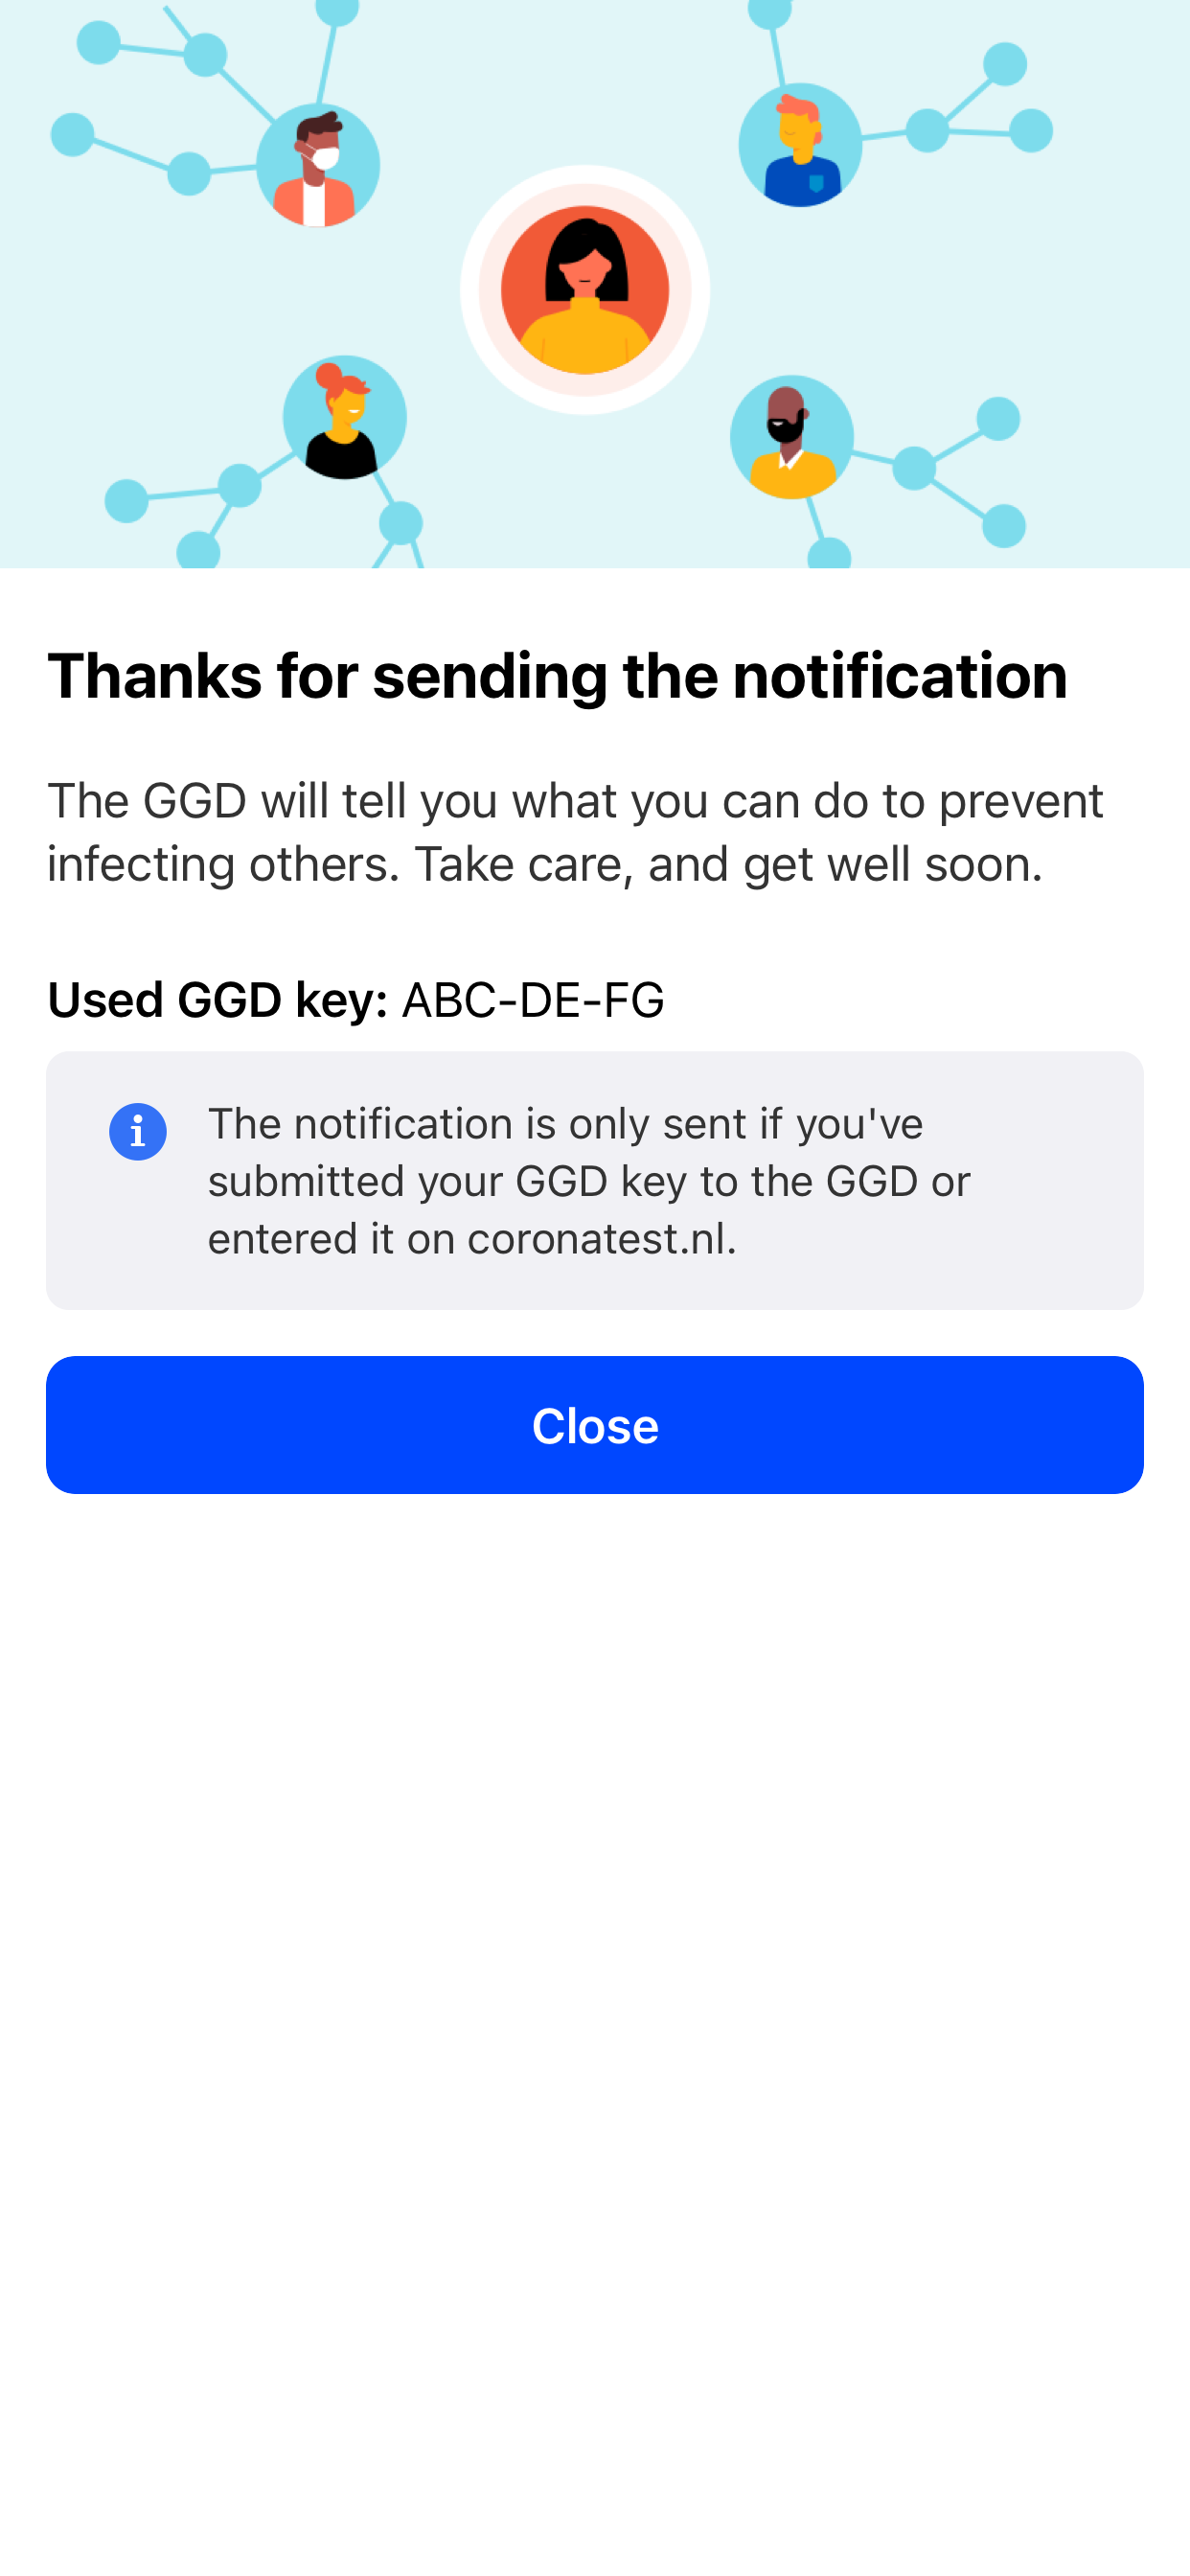 Thanks for sending the notification
The GGD will tell you what you can do to prevent
infecting others. Take care, and get well soon.
Used GGD key: ABC-DE-FG
The notification is only sent if you've
submitted your GGD key to the GGD or
entered it on coronatest.nl.
Close